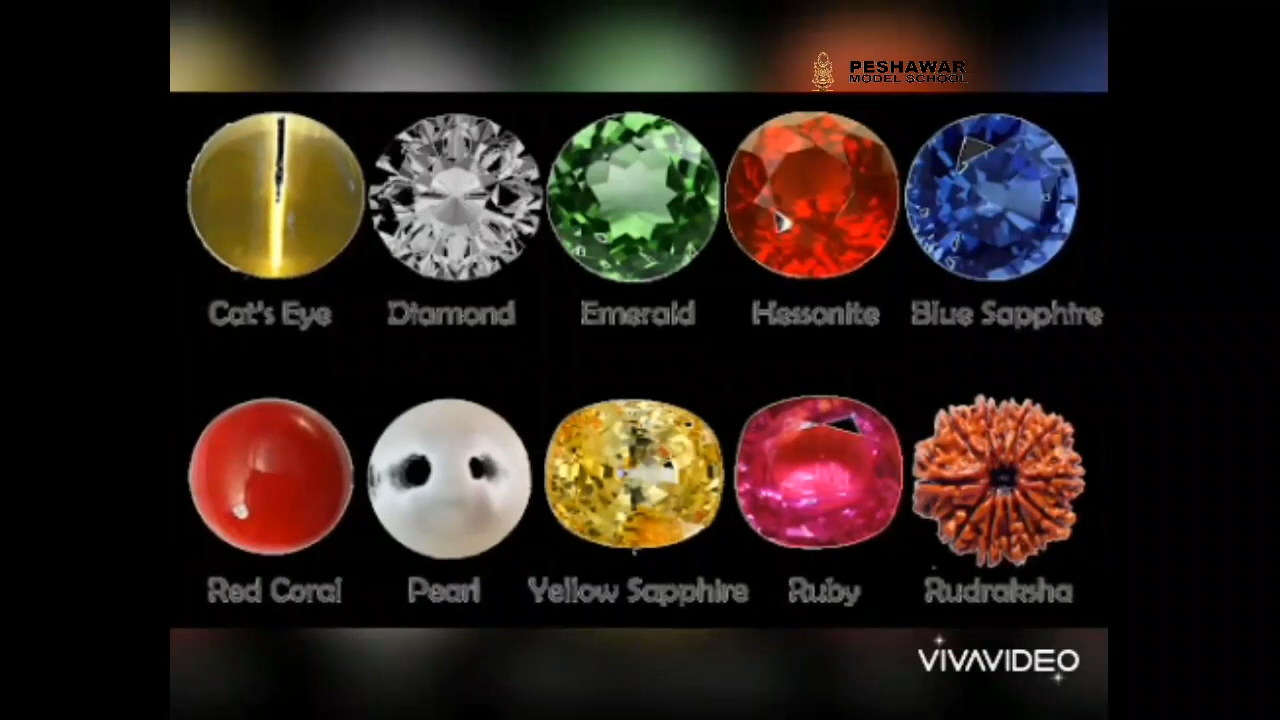 PESHAWAR
MODEL SCHOOL
Cat's Eye
Diamond
Emerald
Hessonite
Blue Sapphire
Red Coral
Pearl
Yellow Sapphire
Ruby
Rudraksha
VIVAVIDEO